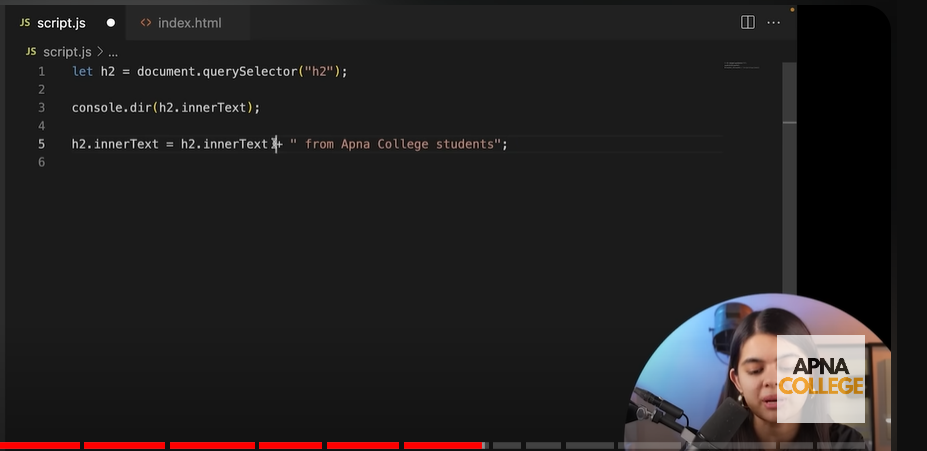 JS script.js
<> index.html
JS script.js > ...
1 let h2 = document.querySelector("h2");
2
3 console.dir(h2.innerText);
4
5 h2.innerText = h2.innerText + " from Apna College students";
6
APNA
COLLEGE